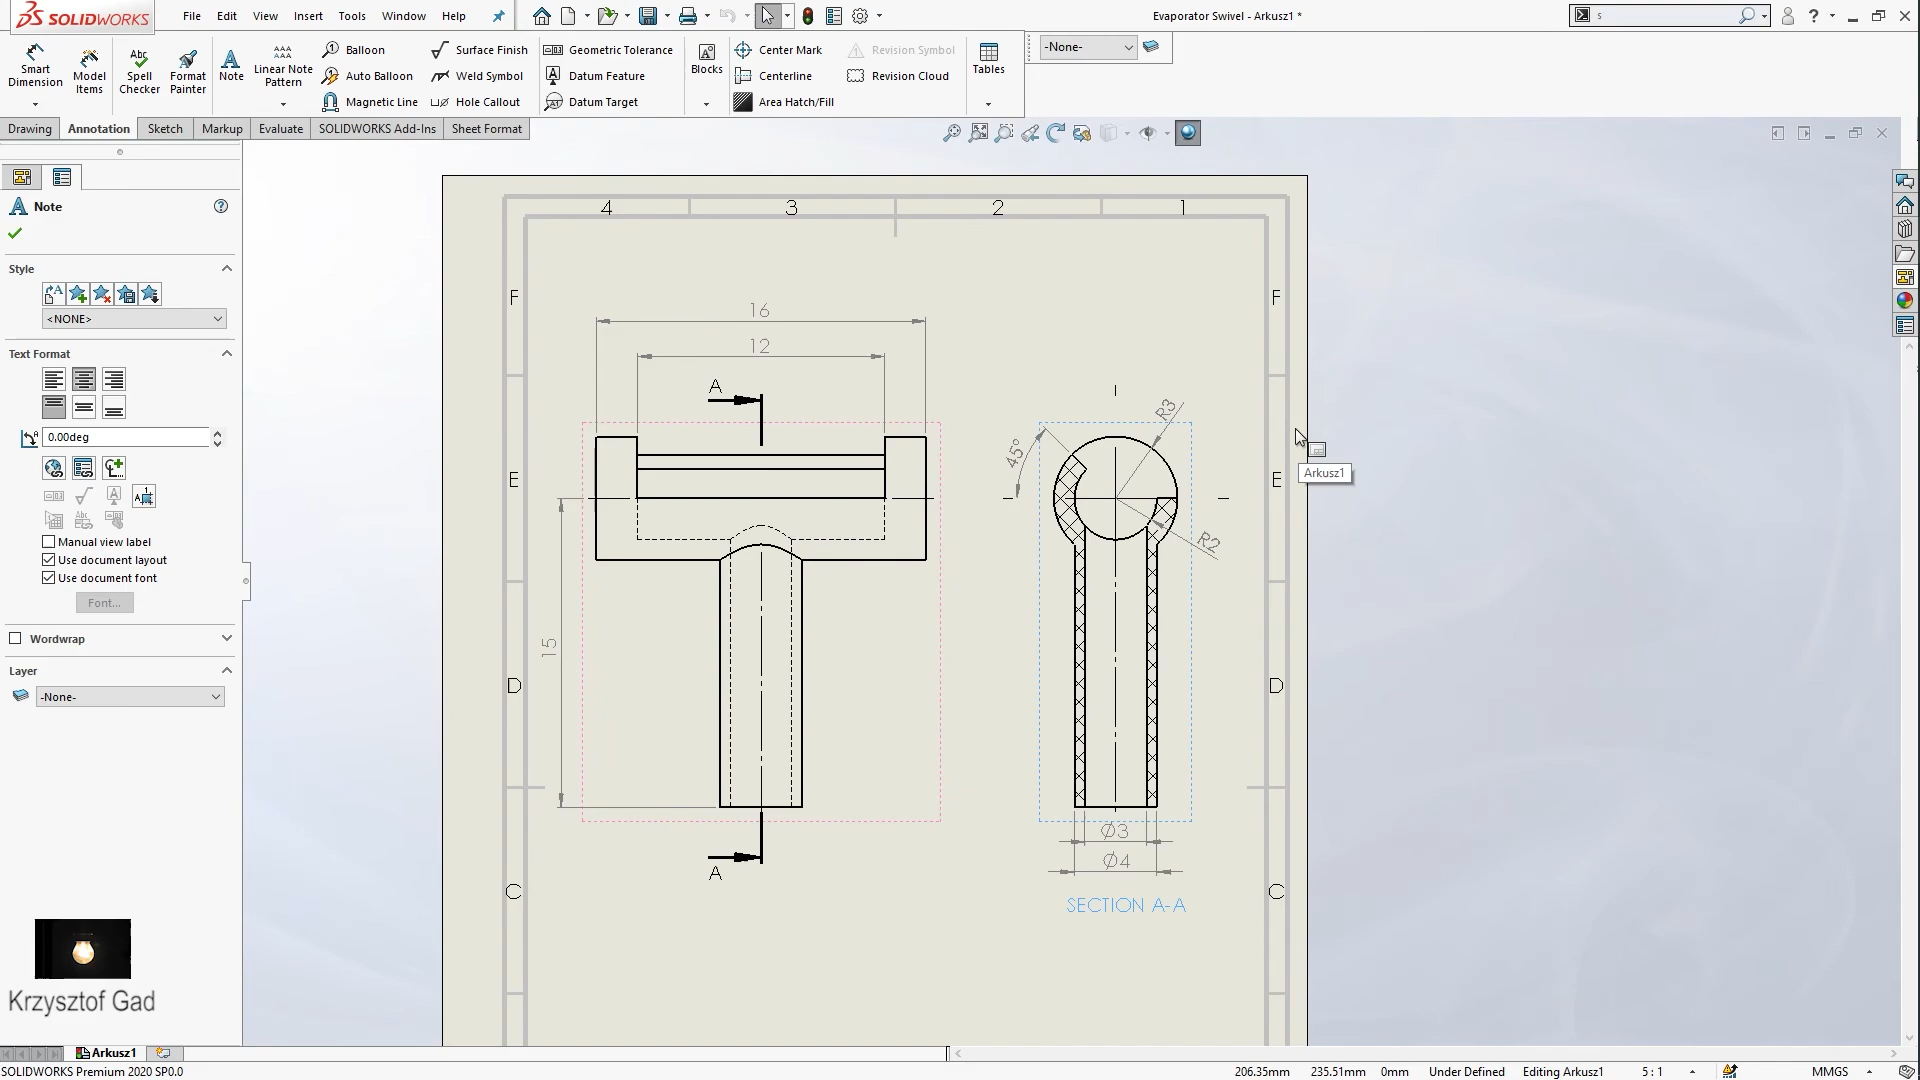 SOLIDWORKS
File Edit View Insert Tools Window Help
Evaporator Swivel - Arkusz1 *
s
Smart Dimension
Model Items
Spell Checker
Format Painter
Note
Linear Note Pattern
Balloon
Auto Balloon
Magnetic Line
Surface Finish
Weld Symbol
Hole Callout
Geometric Tolerance
Datum Feature
Datum Target
Blocks
Center Mark
Centerline
Area Hatch/Fill
Revision Symbol
Revision Cloud
Tables
-None-
Drawing Annotation Sketch Markup Evaluate SOLIDWORKS Add-Ins Sheet Format
Note
Style
<NONE>
Text Format
0.00deg
Manual view label
Use document layout
Use document font
Font...
Wordwrap
Layer
-None-
Krzysztof Gad
4 3 2 1
F F
16
12
A
R3
45°
E E
Arkusz1
R2
15
D D
Ø3
Ø4
A
C C
SECTION A-A
Arkusz1
SOLIDWORKS Premium 2020 SP0.0
206.35mm 235.51mm 0mm Under Defined Editing Arkusz1 5 : 1 MMGS